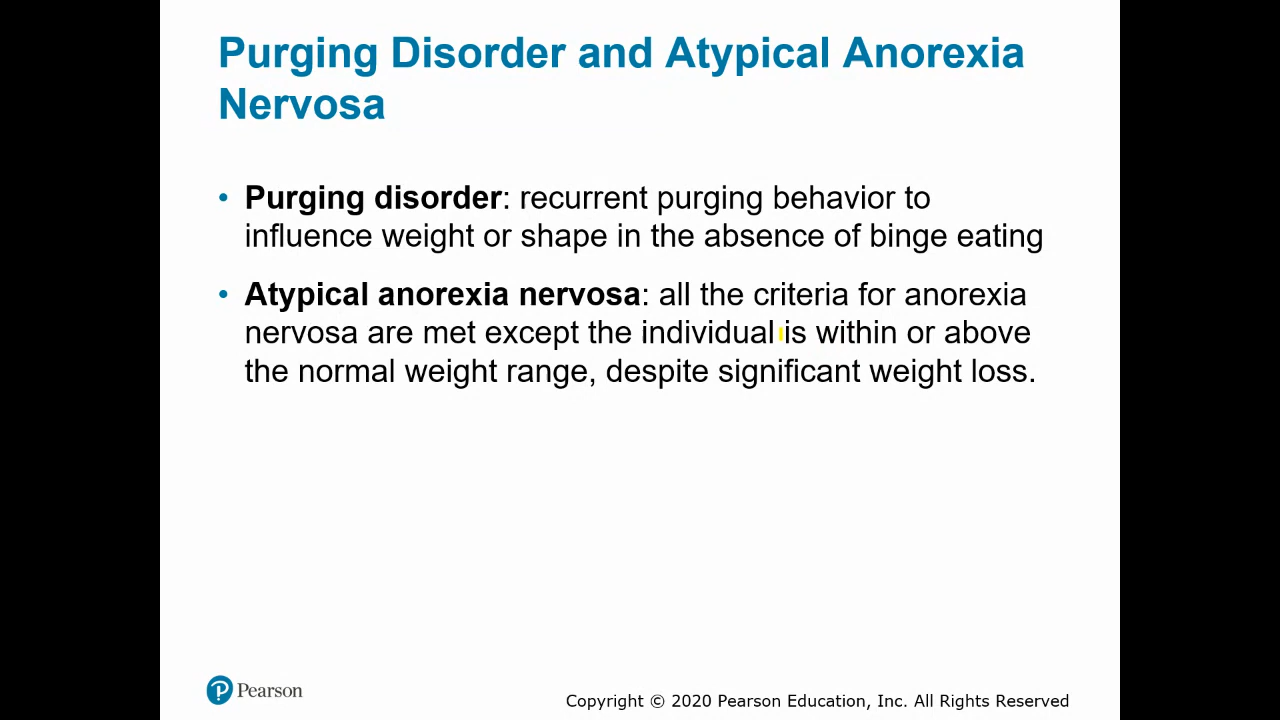 Purging Disorder and Atypical Anorexia
Nervosa
• Purging disorder: recurrent purging behavior to
influence weight or shape in the absence of binge eating
• Atypical anorexia nervosa: all the criteria for anorexia
nervosa are met except the individual is within or above
the normal weight range, despite significant weight loss.
P Pearson
Copyright © 2020 Pearson Education, Inc. All Rights Reserved